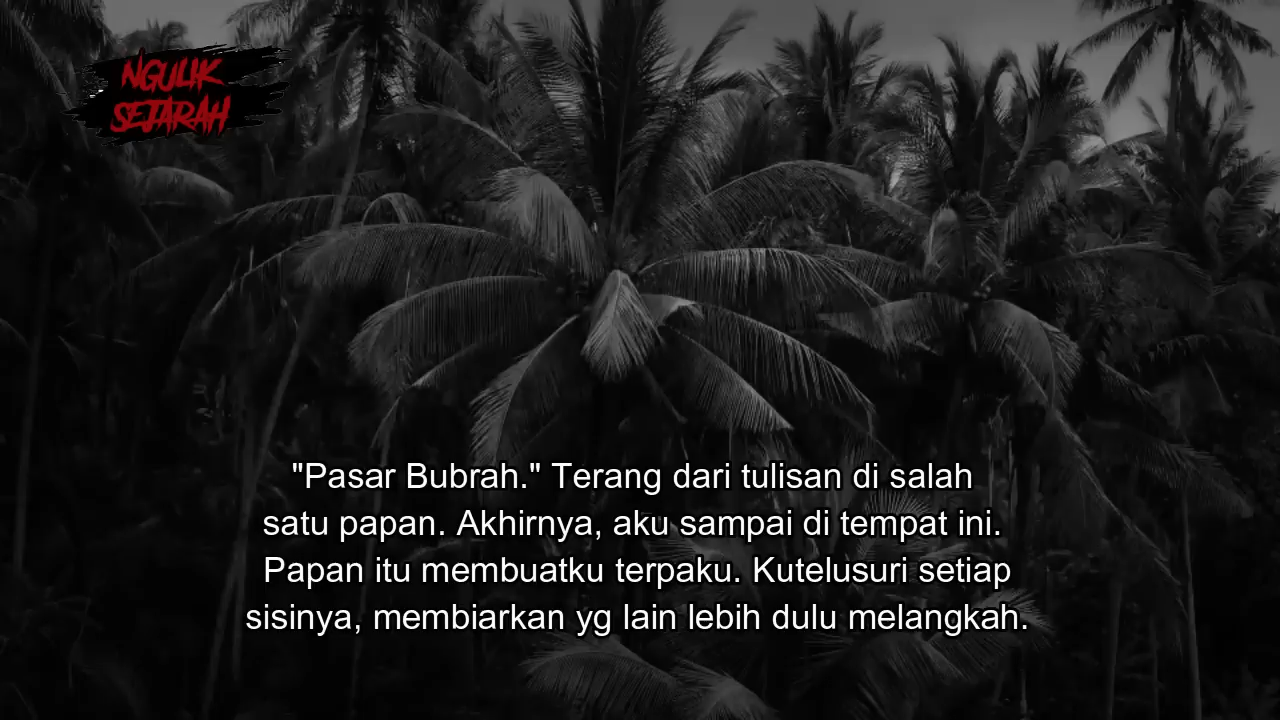 NGULIK
SEJARAH
"Pasar Bubrah." Terang dari tulisan di salah
satu papan. Akhirnya, aku sampai di tempat ini.
Papan itu membuatku terpaku. Kutelusuri setiap
sisinya, membiarkan yg lain lebih dulu melangkah.